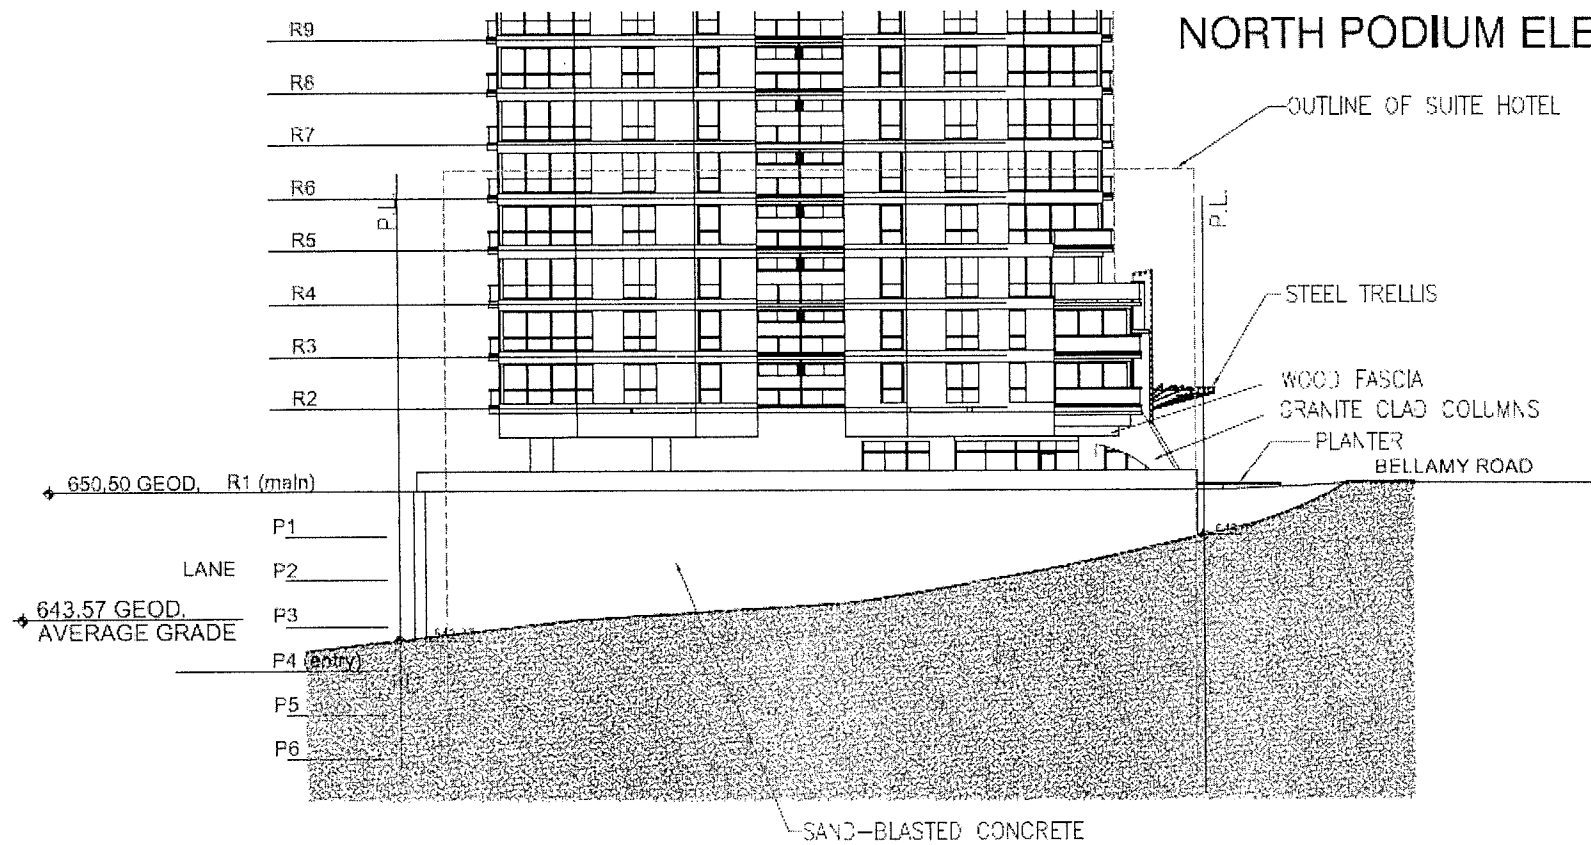 NORTH PODIUM ELE
R9
R8
R7
R6
R5
R4
R3
R2
P.L.
P.L.
OUTLINE OF SUITE HOTEL
STEEL TRELLIS
WOOD FASCIA
GRANITE CLAD COLUMNS
PLANTER
BELLAMY ROAD
650.50 GEOD. R1 (main)
P1
LANE P2
643.57 GEOD.
AVERAGE GRADE
P3
P4 (entry)
P5
P6
SAND-BLASTED CONCRETE